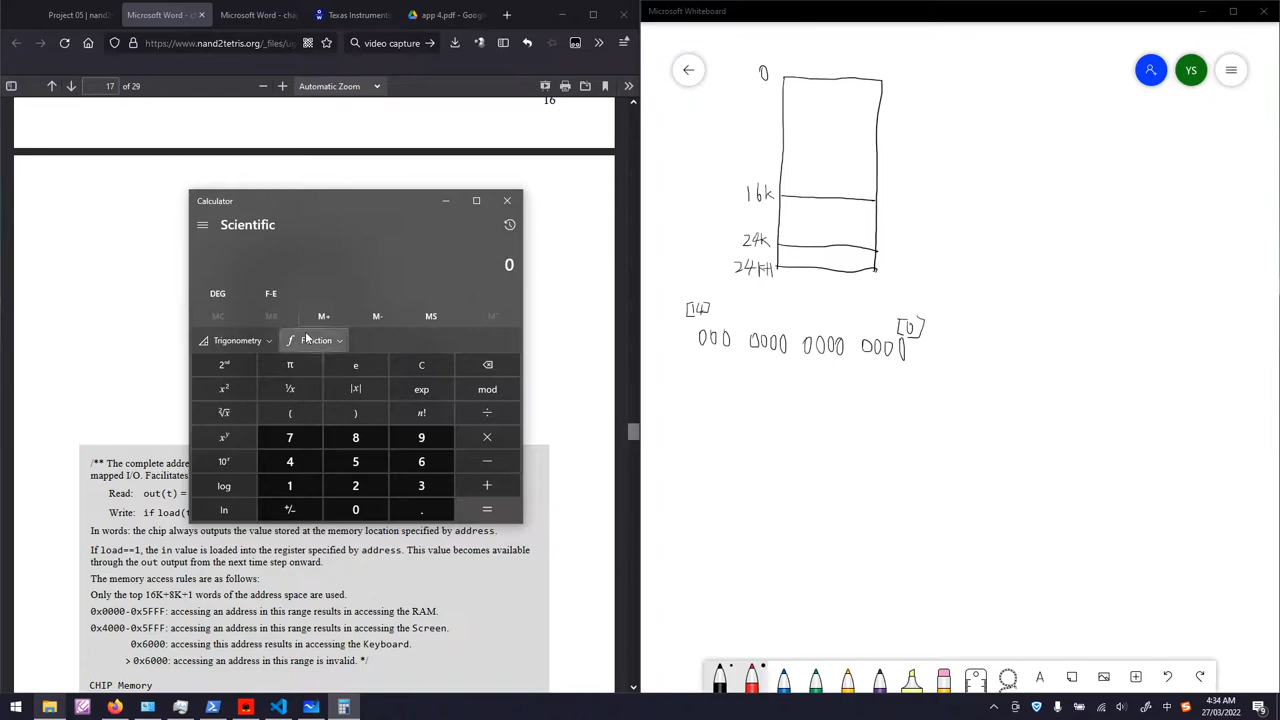 Project 05 | nand2
Microsoft Word - cl
Microsoft Word - Chap
Texas Instruments
App 4.pdf - Goog
https://www.nand2tetris.org/_files/ug
video capture
17 of 29
Automatic Zoom
16
Calculator
Scientific
0
DEG F-E
MC MR M+ M- MS M˅
Trigonometry Function
2ⁿᵈ π e C
x² ¹/x |x| exp mod
²√x ( ) n! ÷
xʸ 7 8 9 ×
10ˣ 4 5 6 −
log 1 2 3 +
ln +/- 0 . =
/** The complete addre
mapped I/O. Facilitates
Read: out(t) =
Write: if load(t
In words: the chip always outputs the value stored at the memory location specified by address.
If load==1, the in value is loaded into the register specified by address. This value becomes available
through the out output from the next time step onward.
The memory access rules are as follows:
Only the top 16K+8K+1 words of the address space are used.
0x0000-0x5FFF: accessing an address in this range results in accessing the RAM.
0x4000-0x5FFF: accessing an address in this range results in accessing the Screen.
0x6000: accessing this address results in accessing the Keyboard.
> 0x6000: accessing an address in this range is invalid. */
CHIP Memory
Microsoft Whiteboard
YS
0
16k
24k
24k+1
[14]
[0]
000 0000 0000 0000
A
中
4:34 AM
27/03/2022